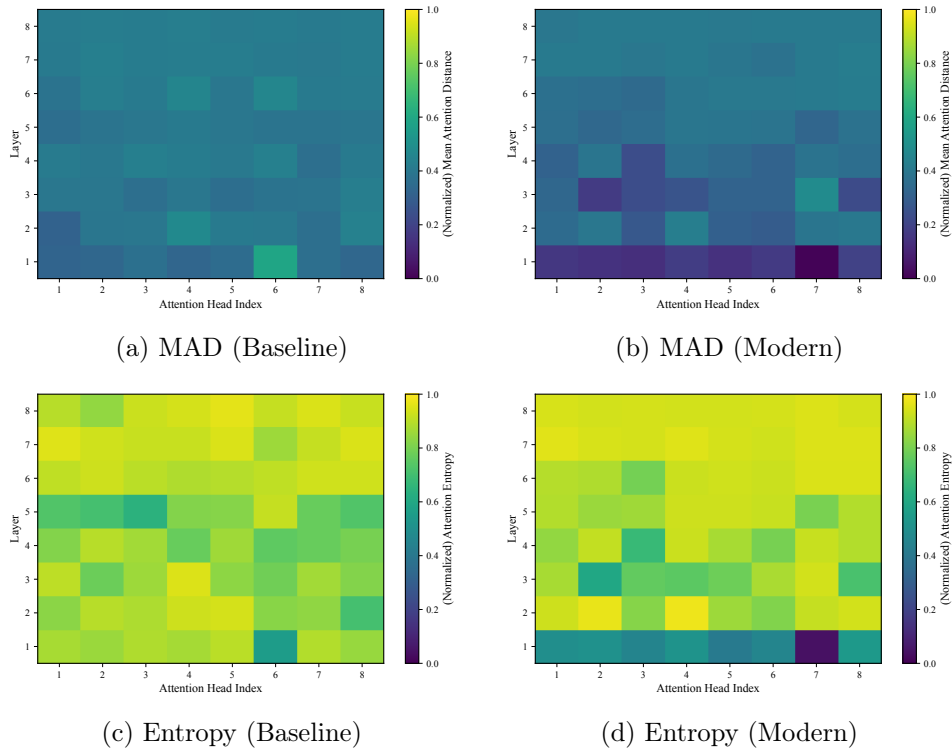 8
7
6
5
4
3
2
1
Layer
1 2 3 4 5 6 7 8
Attention Head Index
1.0
0.8
0.6
0.4
0.2
0.0
(Normalized) Mean Attention Distance
(a) MAD (Baseline)
8
7
6
5
4
3
2
1
Layer
1 2 3 4 5 6 7 8
Attention Head Index
1.0
0.8
0.6
0.4
0.2
0.0
(Normalized) Mean Attention Distance
(b) MAD (Modern)
8
7
6
5
4
3
2
1
Layer
1 2 3 4 5 6 7 8
Attention Head Index
1.0
0.8
0.6
0.4
0.2
0.0
(Normalized) Attention Entropy
(c) Entropy (Baseline)
8
7
6
5
4
3
2
1
Layer
1 2 3 4 5 6 7 8
Attention Head Index
1.0
0.8
0.6
0.4
0.2
0.0
(Normalized) Attention Entropy
(d) Entropy (Modern)